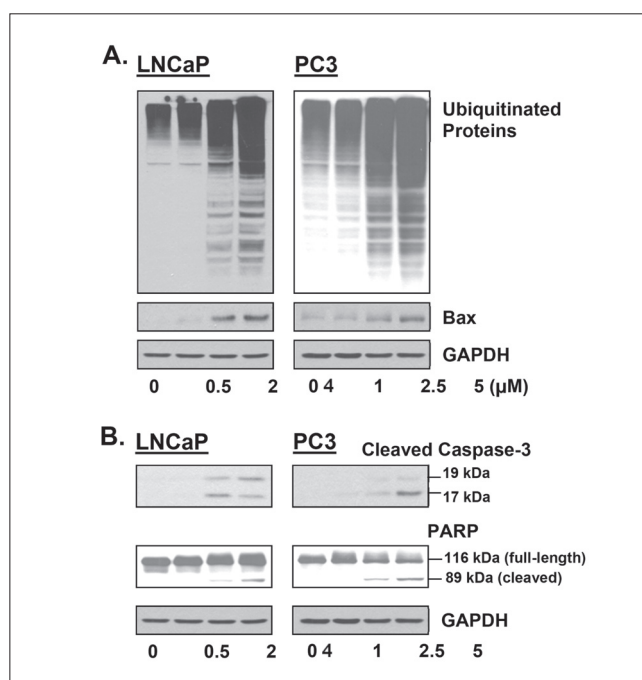 A.
LNCaP PC3
Ubiquitinated
Proteins
Bax
GAPDH
0 0.5 2 0 4 1 2.5 5 (µM)
B.
LNCaP PC3 Cleaved Caspase-3
19 kDa
17 kDa
PARP
116 kDa (full-length)
89 kDa (cleaved)
GAPDH
0 0.5 2 0 4 1 2.5 5